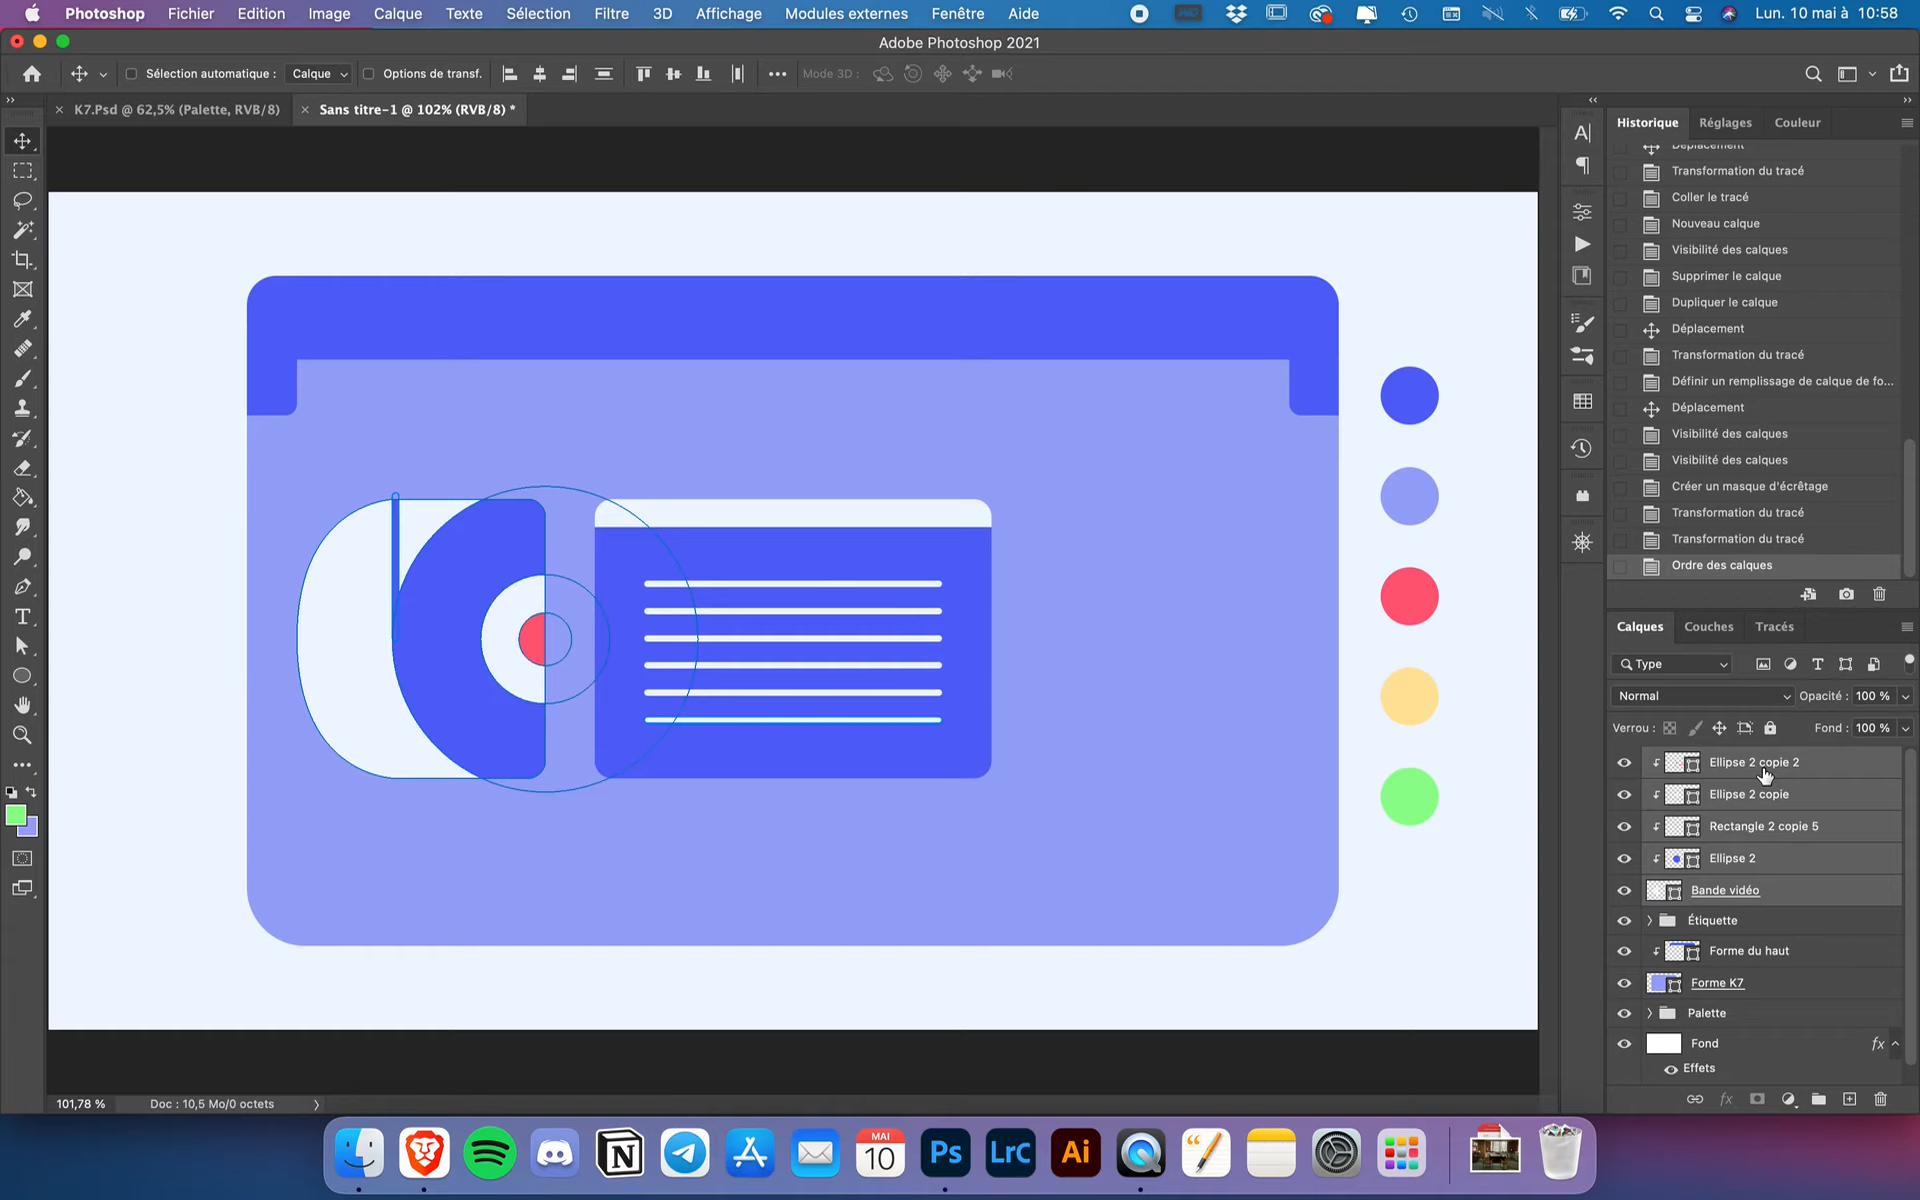 Photoshop Fichier Edition Image Calque Texte Sélection Filtre 3D Affichage Modules externes Fenêtre Aide Lun. 10 mai à 10:58
Adobe Photoshop 2021
Sélection automatique : Calque Options de transf. Mode 3D :
K7.Psd @ 62,5% (Palette, RVB/8) Sans titre-1 @ 102% (RVB/8) *
Historique Réglages Couleur
Déplacement
Transformation du tracé
Coller le tracé
Nouveau calque
Visibilité des calques
Supprimer le calque
Dupliquer le calque
Déplacement
Transformation du tracé
Définir un remplissage de calque de fo...
Déplacement
Visibilité des calques
Visibilité des calques
Créer un masque d'écrêtage
Transformation du tracé
Transformation du tracé
Ordre des calques
Calques Couches Tracés
Type
Normal Opacité : 100 %
Verrou : Fond : 100 %
Ellipse 2 copie 2
Ellipse 2 copie
Rectangle 2 copie 5
Ellipse 2
Bande vidéo
Étiquette
Forme du haut
Forme K7
Palette
Fond fx
Effets
fx
101,78 % Doc : 10,5 Mo/0 octets
MAI
10
Ps
LrC
Ai